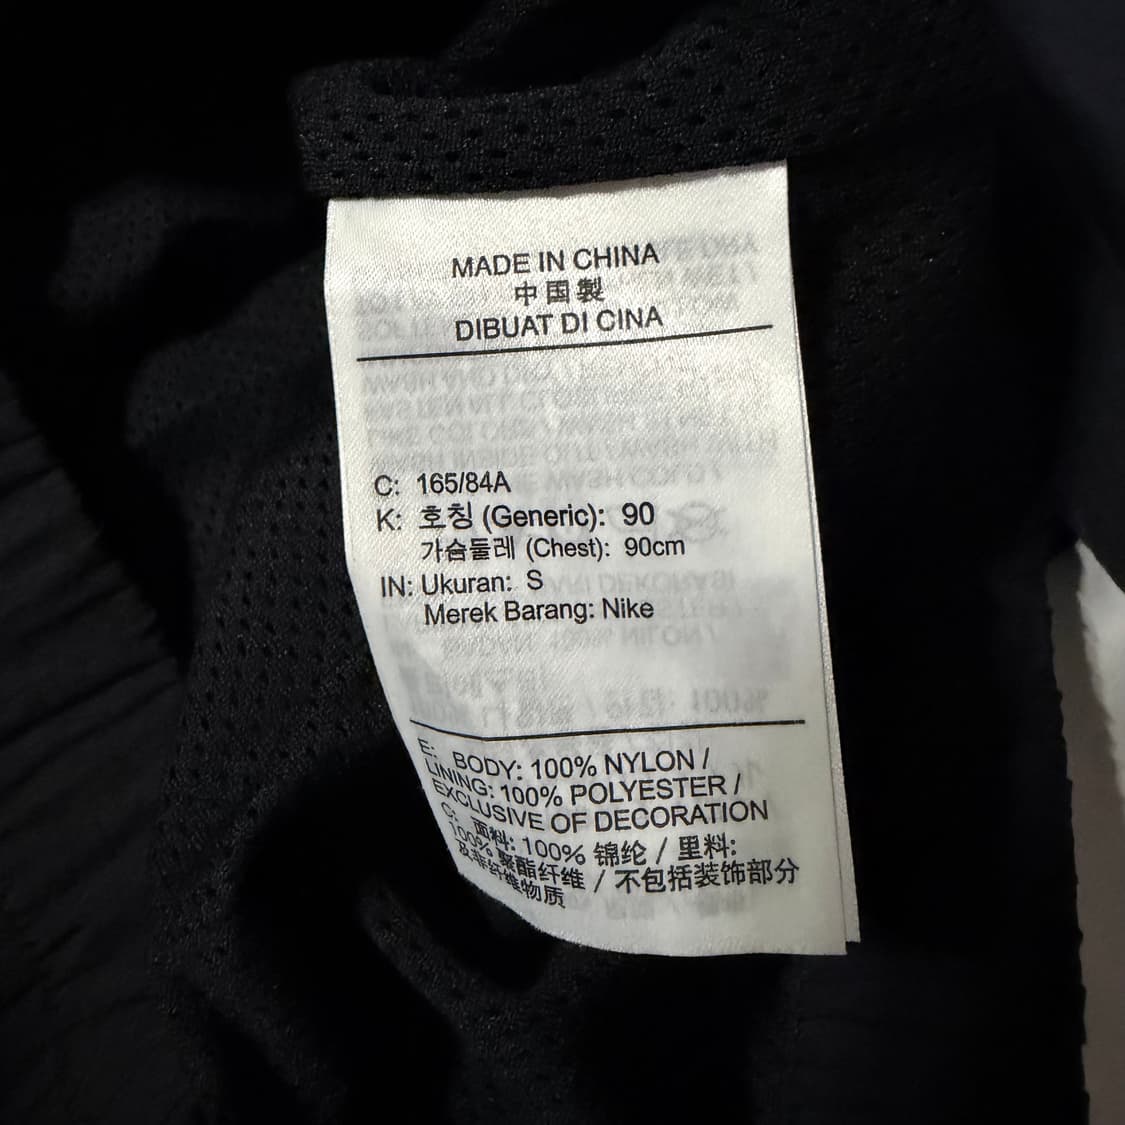 MADE IN CHINA
中国製
DIBUAT DI CINA
C: 165/84A
K: 호칭 (Generic): 90
가슴둘레 (Chest): 90cm
IN: Ukuran: S
Merek Barang: Nike
E: BODY: 100% NYLON /
LINING: 100% POLYESTER /
EXCLUSIVE OF DECORATION
C: 面料: 100% 锦纶 / 里料:
100% 聚酯纤维 / 不包括装饰部分
及非纤维物质